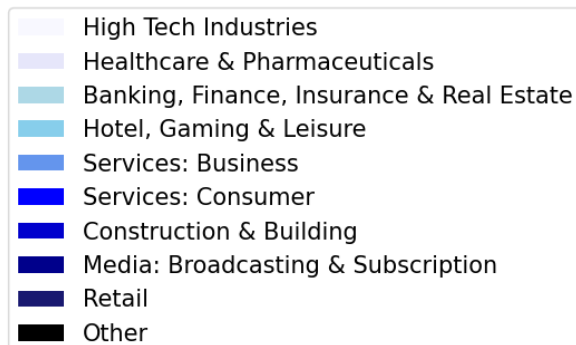 High Tech Industries
Healthcare & Pharmaceuticals
Banking, Finance, Insurance & Real Estate
Hotel, Gaming & Leisure
Services: Business
Services: Consumer
Construction & Building
Media: Broadcasting & Subscription
Retail
Other